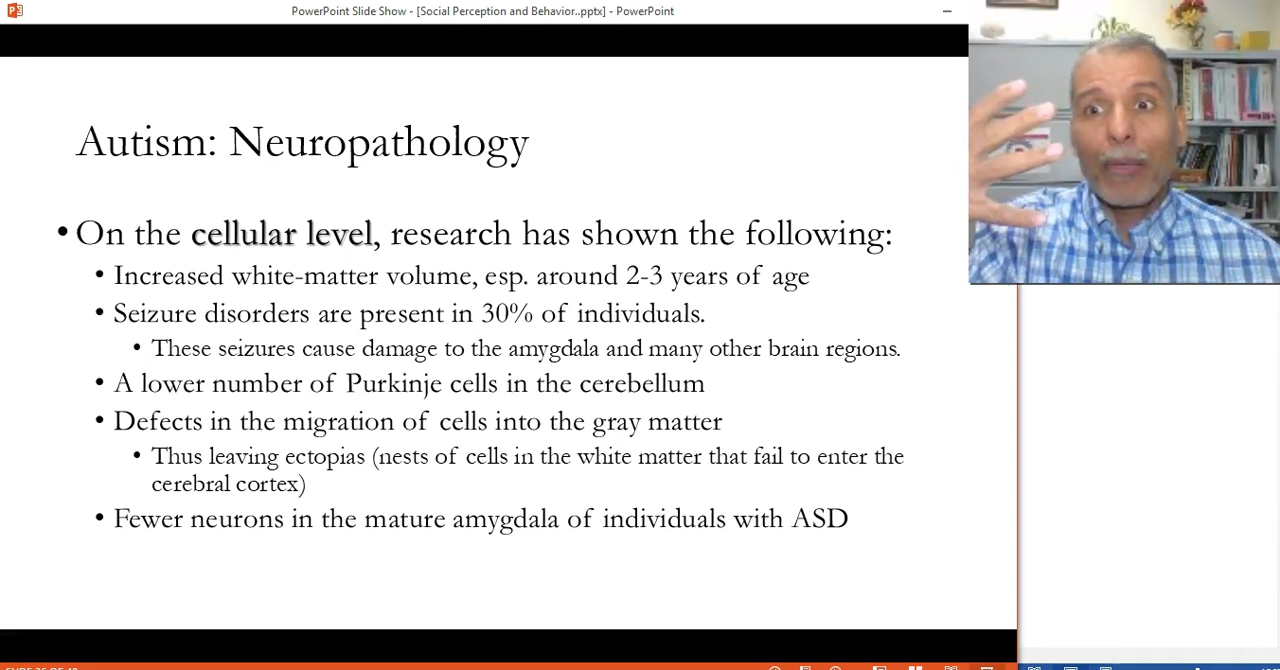 PowerPoint Slide Show - [Social Perception and Behavior..pptx] - PowerPoint
Autism: Neuropathology
• On the cellular level, research has shown the following:
• Increased white-matter volume, esp. around 2-3 years of age
• Seizure disorders are present in 30% of individuals.
• These seizures cause damage to the amygdala and many other brain regions.
• A lower number of Purkinje cells in the cerebellum
• Defects in the migration of cells into the gray matter
• Thus leaving ectopias (nests of cells in the white matter that fail to enter the
cerebral cortex)
• Fewer neurons in the mature amygdala of individuals with ASD